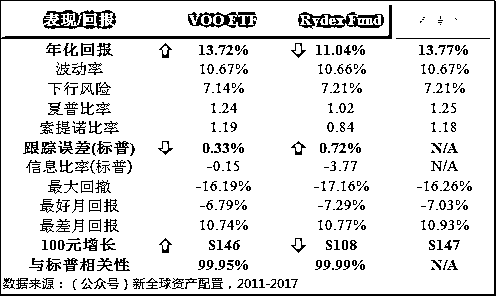 表现/回报 VOO ETF Rydex Fund
年化回报 13.72% 11.04% 13.77%
波动率 10.67% 10.66% 10.67%
下行风险 7.14% 7.21% 7.21%
夏普比率 1.24 1.02 1.25
索提诺比率 1.19 0.84 1.18
跟踪误差(标普) 0.33% 0.72% N/A
信息比率(标普) -0.15 -3.77 N/A
最大回撤 -16.19% -17.16% -16.26%
最好月回报 -6.79% -7.29% -7.03%
最差月回报 10.74% 10.77% 10.93%
100元增长 $146 $108 $147
与标普相关性 99.95% 99.99% N/A
数据来源：（公众号）新全球资产配置，2011-2017